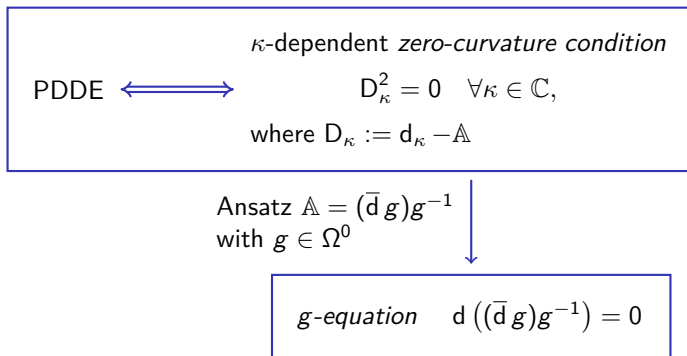 κ-dependent zero-curvature condition
PDDE ⟺ D²_κ = 0 ∀κ ∈ ℂ,
where D_κ := d_κ −𝔸
Ansatz 𝔸 = (d̄ g)g⁻¹
with g ∈ Ω⁰
g-equation d ((d̄ g)g⁻¹) = 0